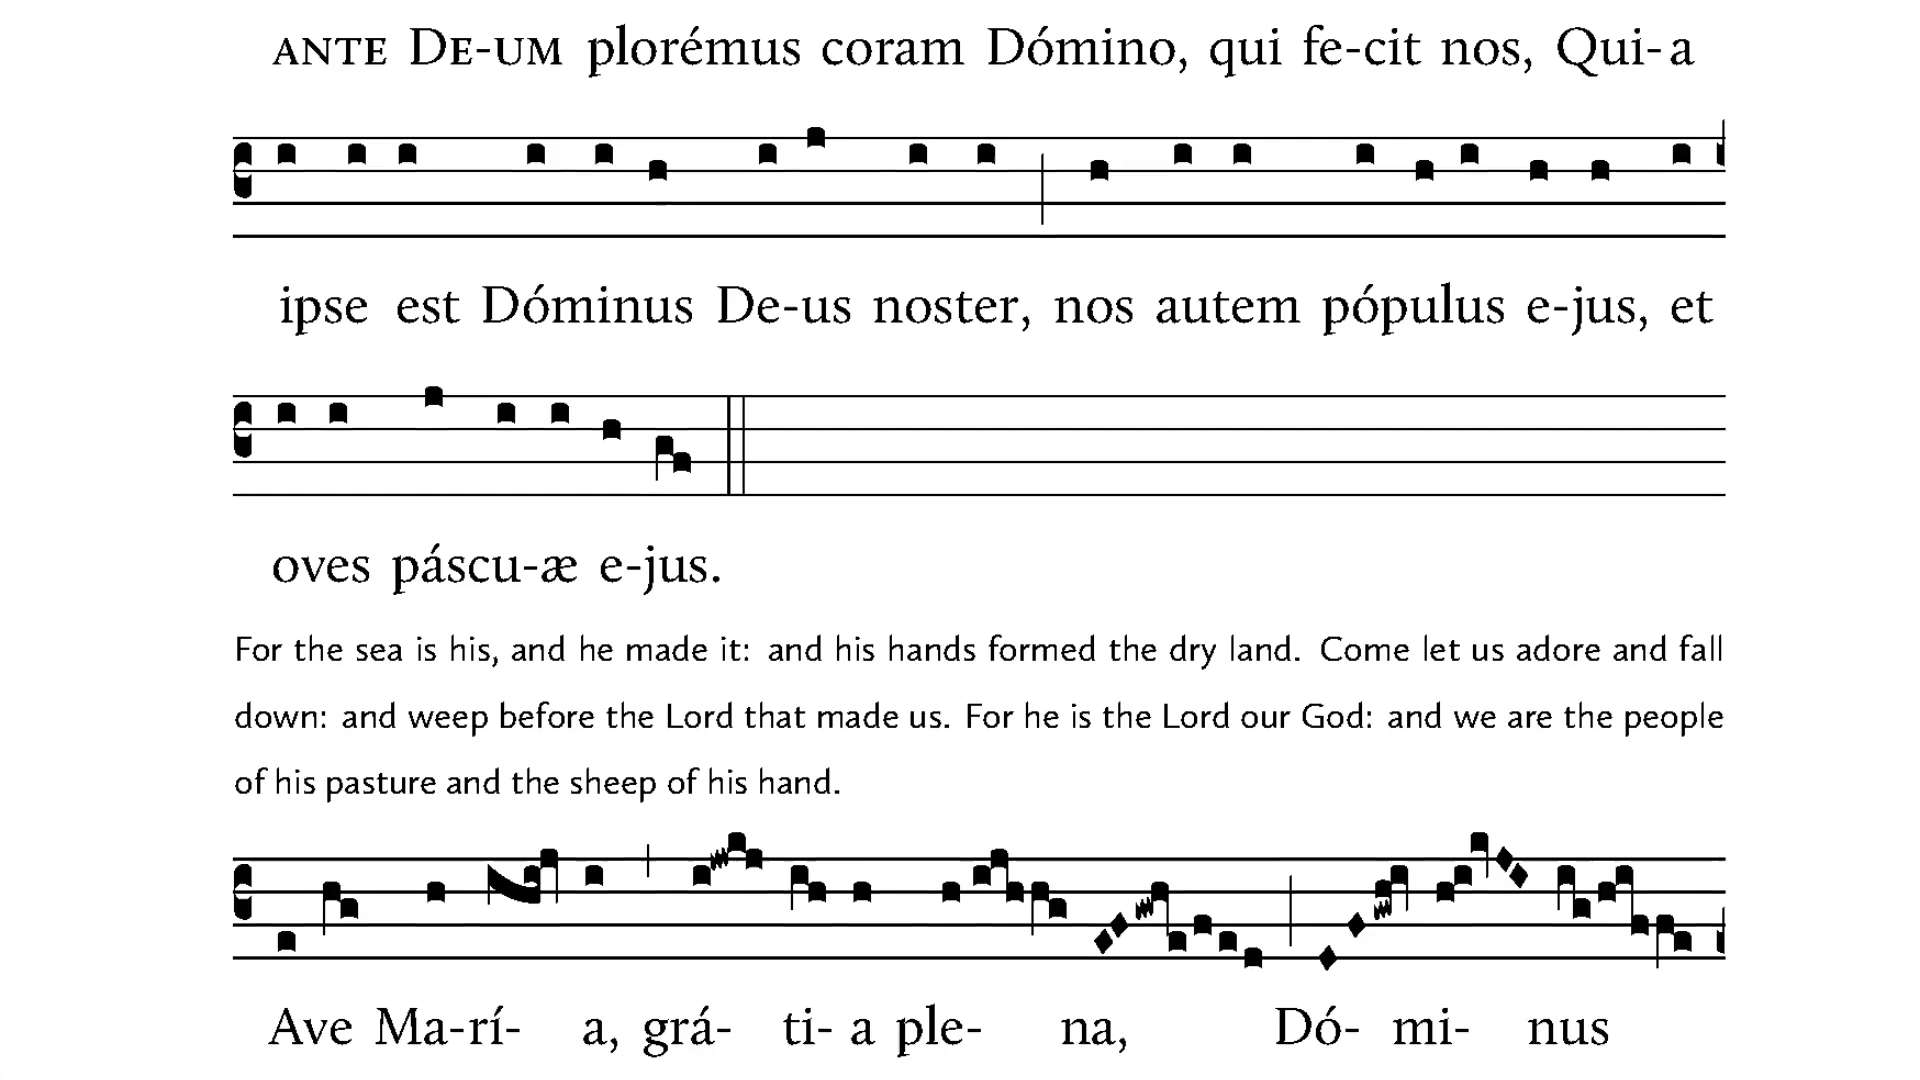 ANTE DE-UM plorémus coram Dómino, qui fe-cit nos, Qui-a
ipse est Dóminus De-us noster, nos autem pópulus e-jus, et
oves páscu-æ e-jus.
For the sea is his, and he made it: and his hands formed the dry land. Come let us adore and fall
down: and weep before the Lord that made us. For he is the Lord our God: and we are the people
of his pasture and the sheep of his hand.
Ave Ma-rí- a, grá- ti- a ple- na, Dó- mi- nus